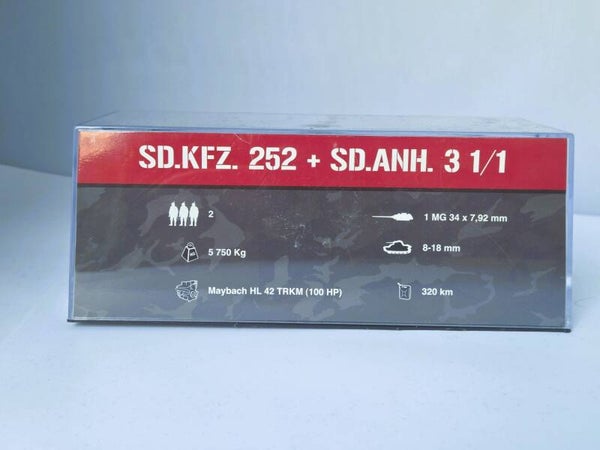 SD.KFZ. 252 + SD.ANH. 3 1/1
2
1 MG 34 x 7,92 mm
5 750 Kg
8-18 mm
Maybach HL 42 TRKM (100 HP)
320 km